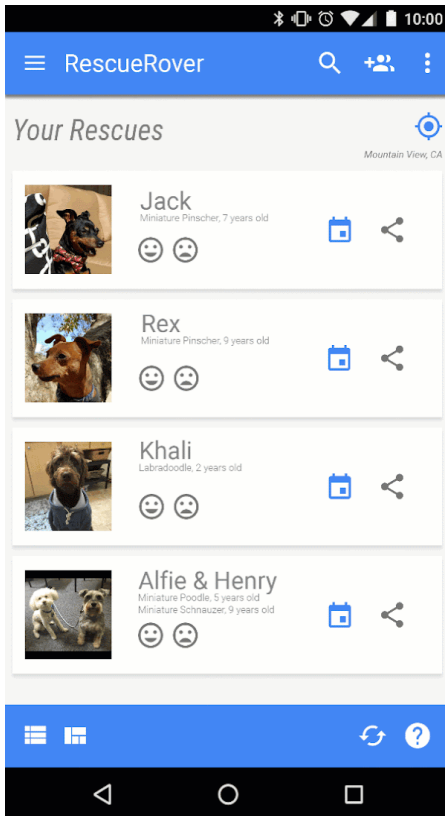 10:00
RescueRover
Your Rescues
Mountain View, CA
Jack
Miniature Pinscher, 7 years old
Rex
Miniature Pinscher, 9 years old
Khali
Labradoodle, 2 years old
Alfie & Henry
Miniature Poodle, 5 years old
Miniature Schnauzer, 9 years old